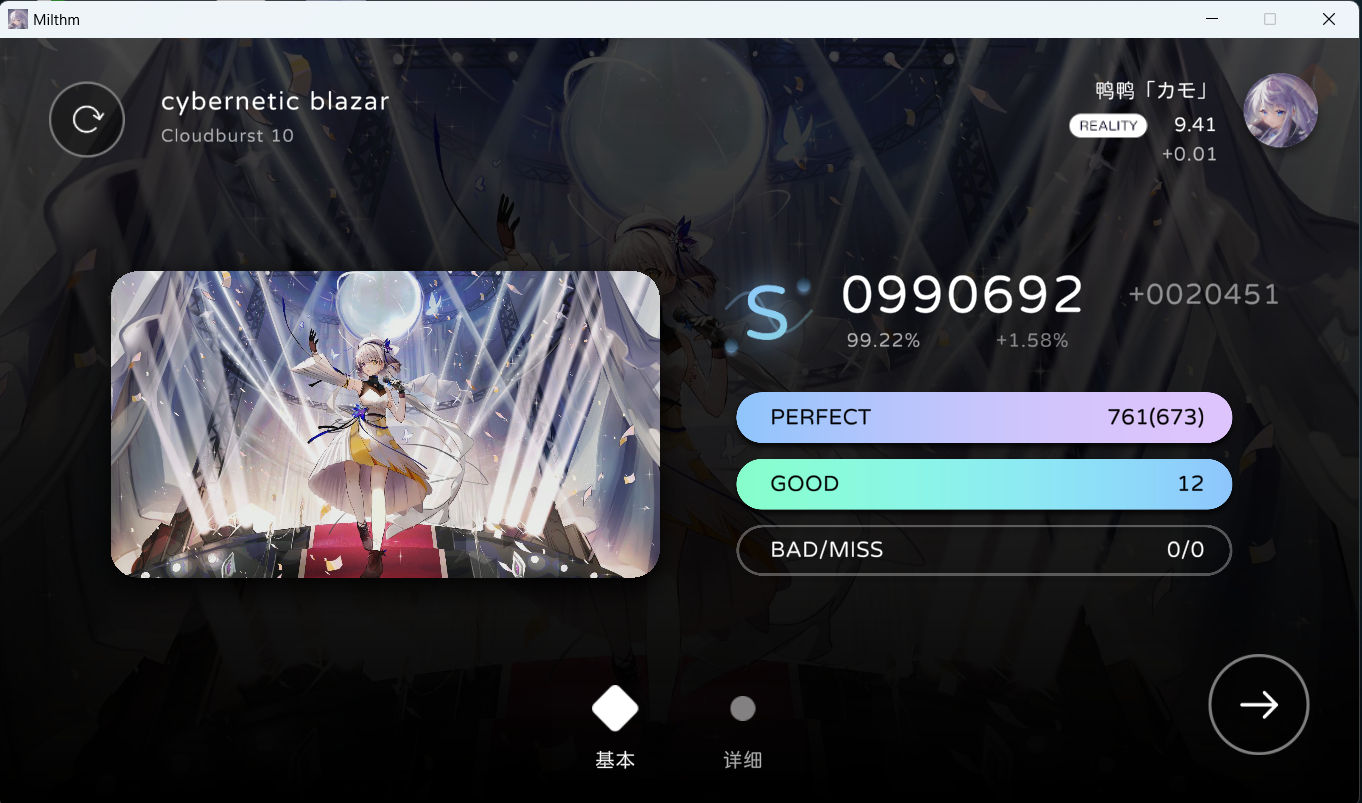 Milthm
cybernetic blazar
Cloudburst 10
鸭鸭「カモ」
REALITY 9.41
+0.01
S 0990692 +0020451
99.22% +1.58%
PERFECT 761(673)
GOOD 12
BAD/MISS 0/0
基本 详细